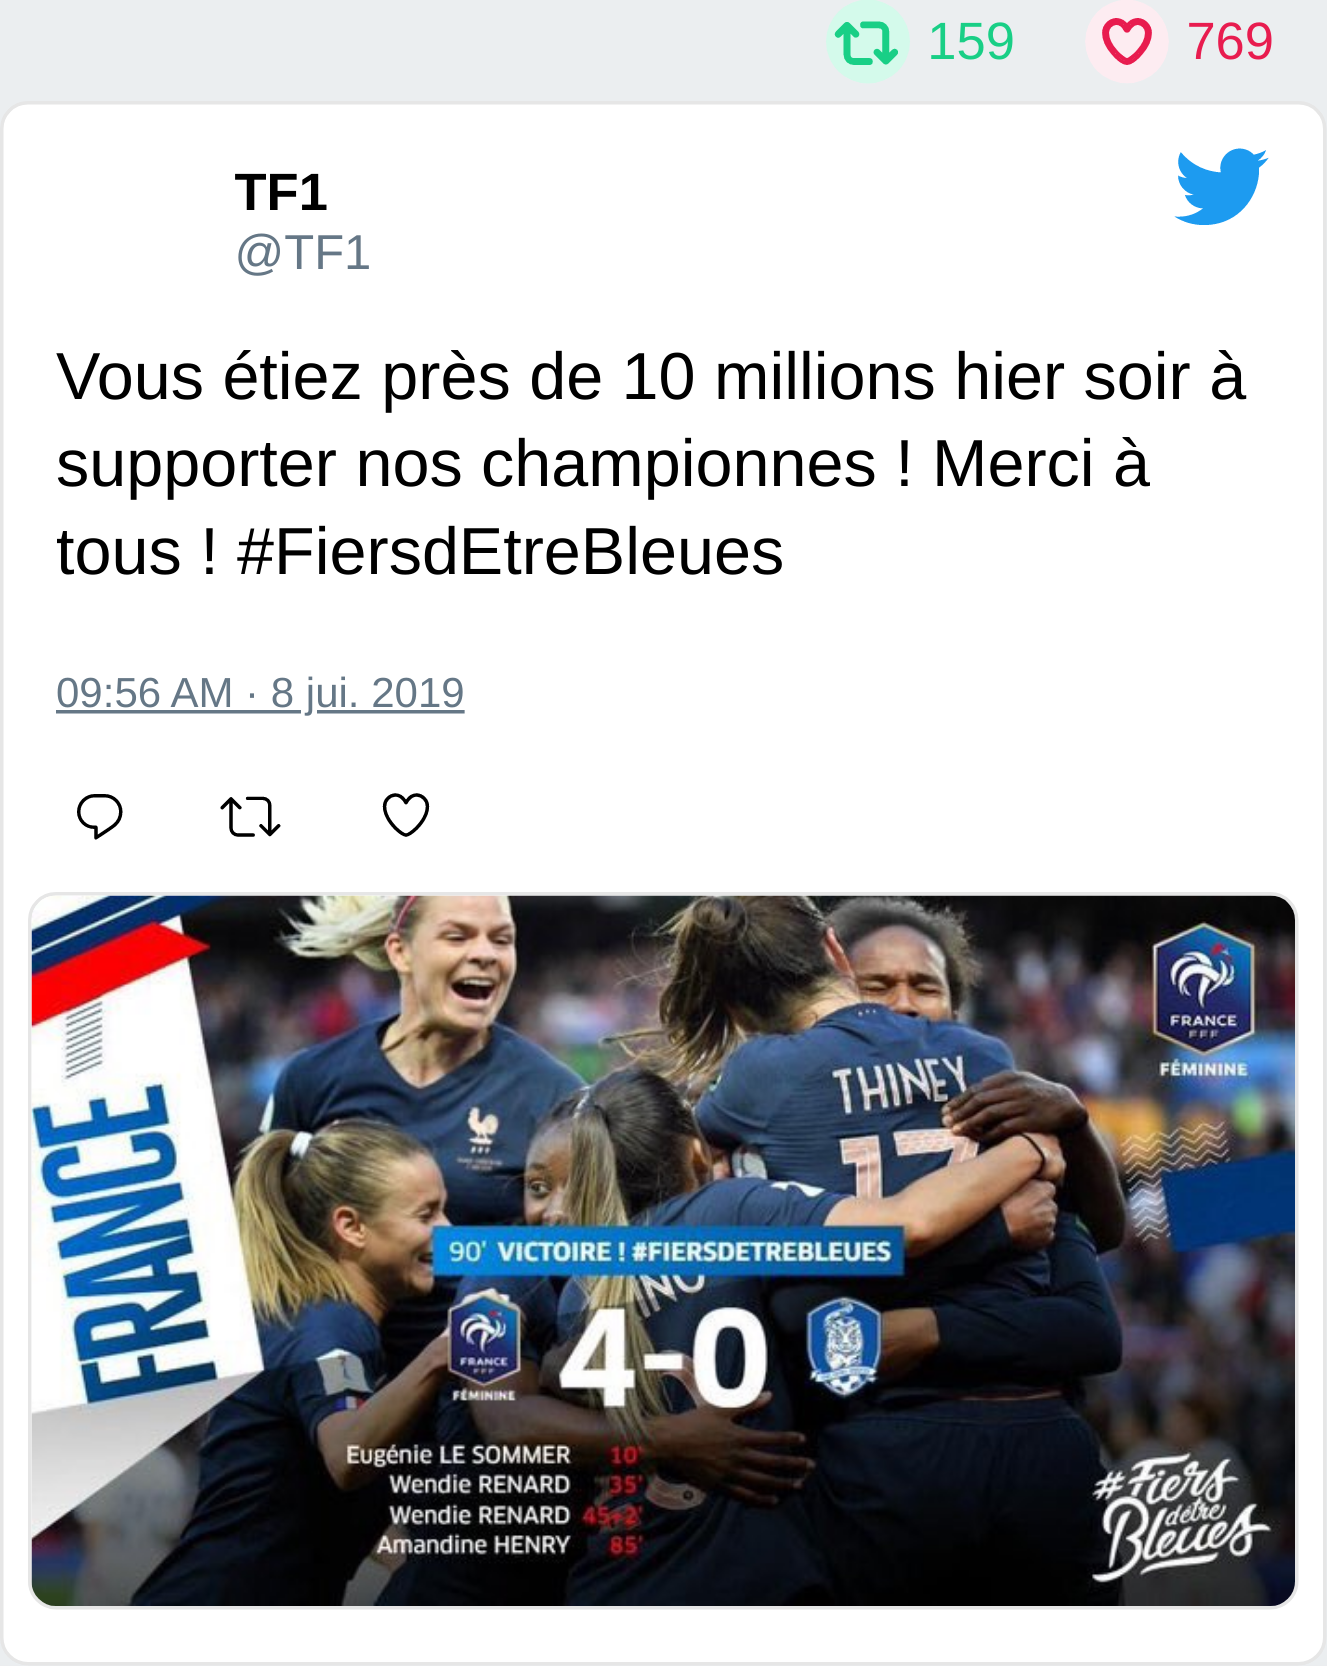 159 769
TF1
@TF1
Vous étiez près de 10 millions hier soir à
supporter nos championnes ! Merci à
tous ! #FiersdEtreBleues
09:56 AM · 8 jui. 2019
FRANCE
FRANCE
FFF
FÉMININE
THINEY
17
90' VICTOIRE ! #FIERSDETREBLEUES
4-0
FRANCE
FFF
FÉMININE
Eugénie LE SOMMER 10'
Wendie RENARD 35'
Wendie RENARD 45+2'
Amandine HENRY 85'
#Fiers
d'être
Bleues